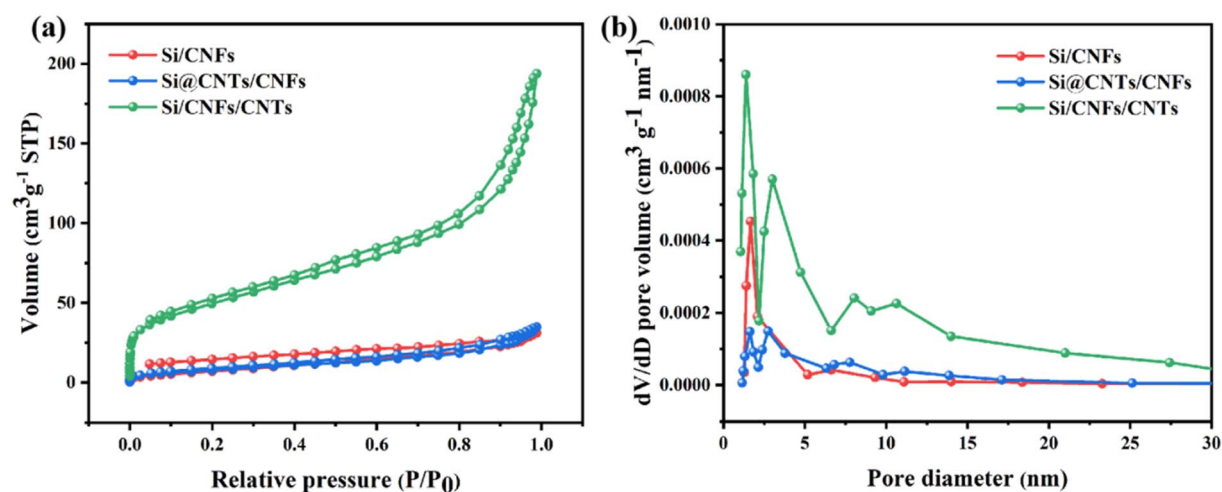 (a)
Si/CNFs
Si@CNTs/CNFs
Si/CNFs/CNTs
Volume (cm³g⁻¹ STP)
200
150
100
50
0
0.0 0.2 0.4 0.6 0.8 1.0
Relative pressure (P/P₀)
(b)
Si/CNFs
Si@CNTs/CNFs
Si/CNFs/CNTs
dV/dD pore volume (cm³ g⁻¹ nm⁻¹)
0.0010
0.0008
0.0006
0.0004
0.0002
0.0000
0 5 10 15 20 25 30
Pore diameter (nm)